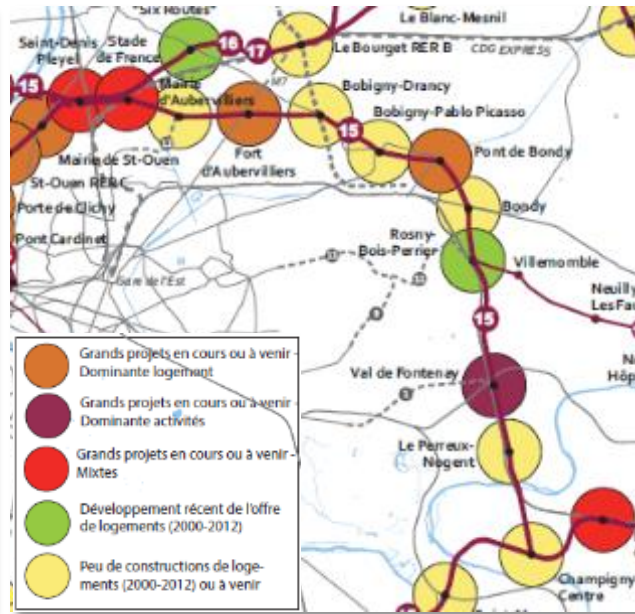 Six Routes
Le Blanc-Mesnil
Saint-Denis
Pleyel
Stade
de France
16
17
Le Bourget RER B
CDG EXPRESS
15
Mairie
d'Aubervilliers
Bobigny-Drancy
Bobigny-Pablo Picasso
15
Mairie de St-Ouen
Fort
d'Aubervilliers
Pont de Bondy
St-Ouen RER C
Porte de Clichy
Bondy
Pont Cardinet
Rosny-
Bois-Perrier
Villemomble
Gare de l'Est
11
Neuilly
Les Fau
15
Grands projets en cours ou à venir -
Dominante logement
Grands projets en cours ou à venir -
Dominante activités
Grands projets en cours ou à venir -
Mixtes
Développement récent de l'offre
de logements (2000-2012)
Peu de constructions de loge-
ments (2000-2012) ou à venir
Val de Fontenay
Hôp
Le Perreux-
Nogent
Champigny
Centre